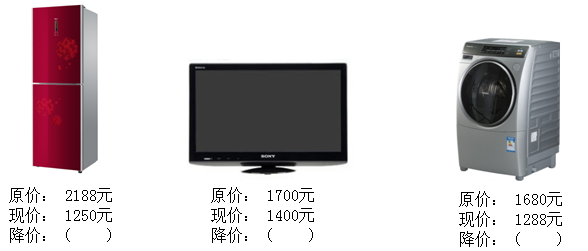 SONY
原价： 2188元
现价： 1250元
降价：(　　)
原价： 1700元
现价： 1400元
降价：(　　)
原价： 1680元
现价： 1288元
降价：(　　)